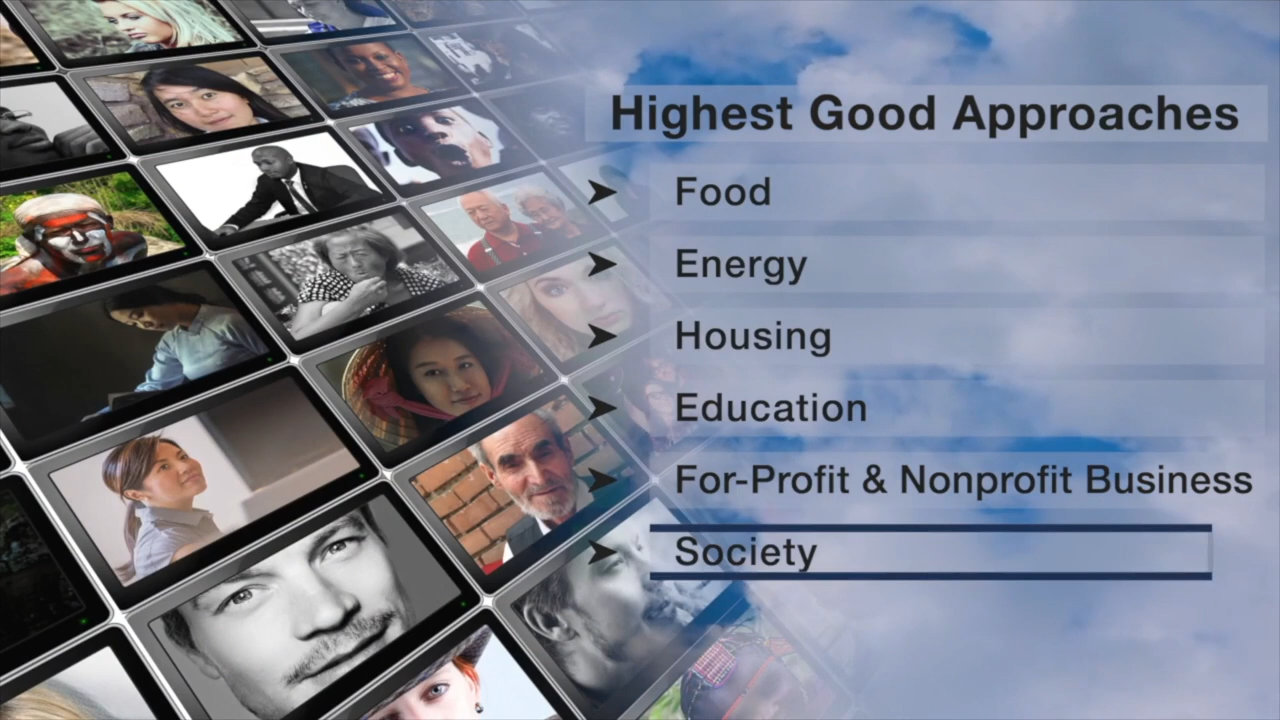 Highest Good Approaches
Food
Energy
Housing
Education
For-Profit & Nonprofit Business
Society